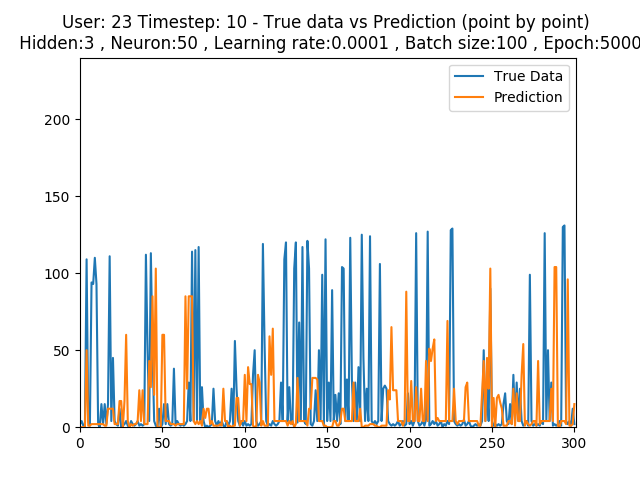 User: 23 Timestep: 10 - True data vs Prediction (point by point)
Hidden:3 , Neuron:50 , Learning rate:0.0001 , Batch size:100 , Epoch:5000
True Data
Prediction
200
150
100
50
0
0 50 100 150 200 250 300